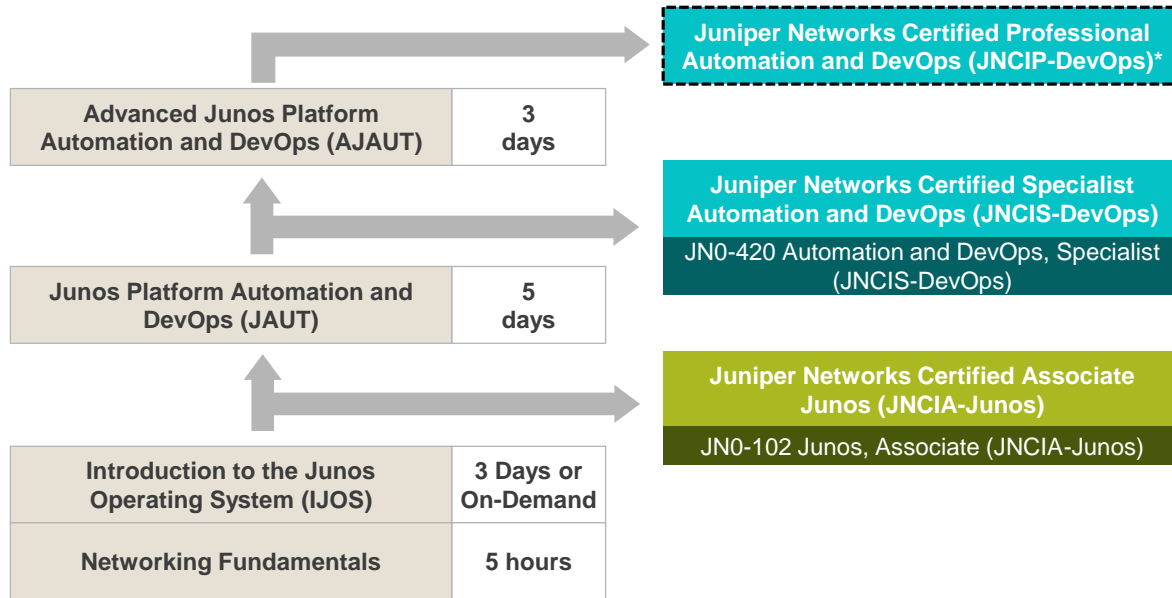 Juniper Networks Certified Professional
Automation and DevOps (JNCIP-DevOps)*
Advanced Junos Platform
Automation and DevOps (AJAUT)
3
days
Juniper Networks Certified Specialist
Automation and DevOps (JNCIS-DevOps)
JN0-420 Automation and DevOps, Specialist
(JNCIS-DevOps)
Junos Platform Automation and
DevOps (JAUT)
5
days
Juniper Networks Certified Associate
Junos (JNCIA-Junos)
JN0-102 Junos, Associate (JNCIA-Junos)
Introduction to the Junos
Operating System (IJOS)
3 Days or
On-Demand
Networking Fundamentals
5 hours